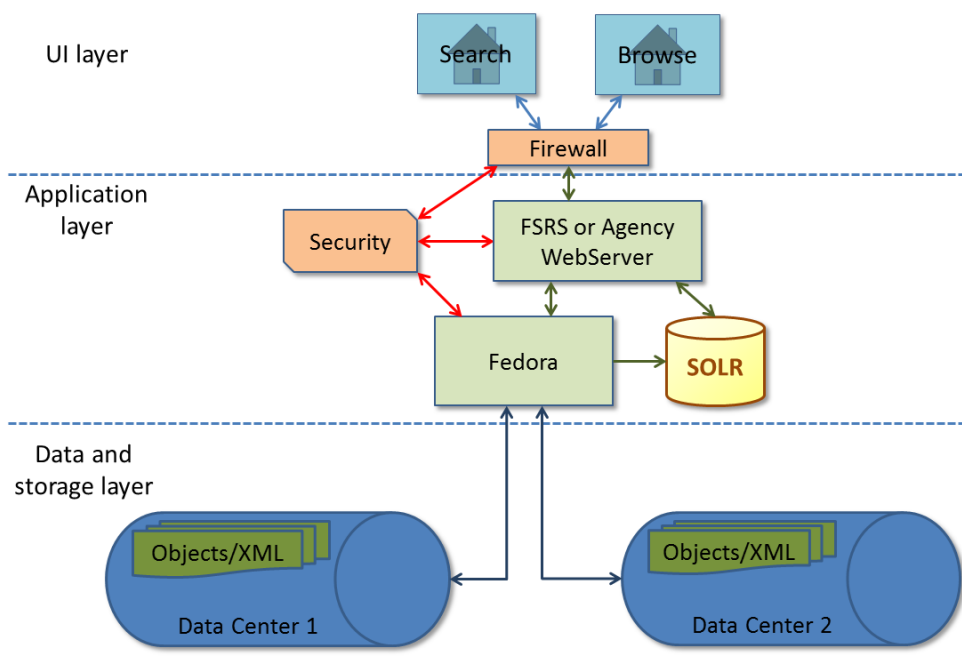 UI layer
Search
Browse
Firewall
Application
layer
Security
FSRS or Agency
WebServer
Fedora
SOLR
Data and
storage layer
Objects/XML
Data Center 1
Objects/XML
Data Center 2